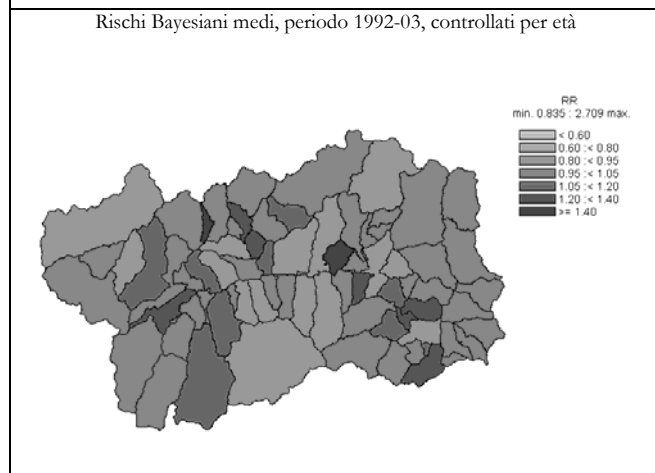 Rischi Bayesiani medi, periodo 1992-03, controllati per età
RR
min. 0.835 : 2.709 max.
< 0.60
0.60 :< 0.80
0.80 :< 0.95
0.95 :< 1.05
1.05 :< 1.20
1.20 :< 1.40
>= 1.40